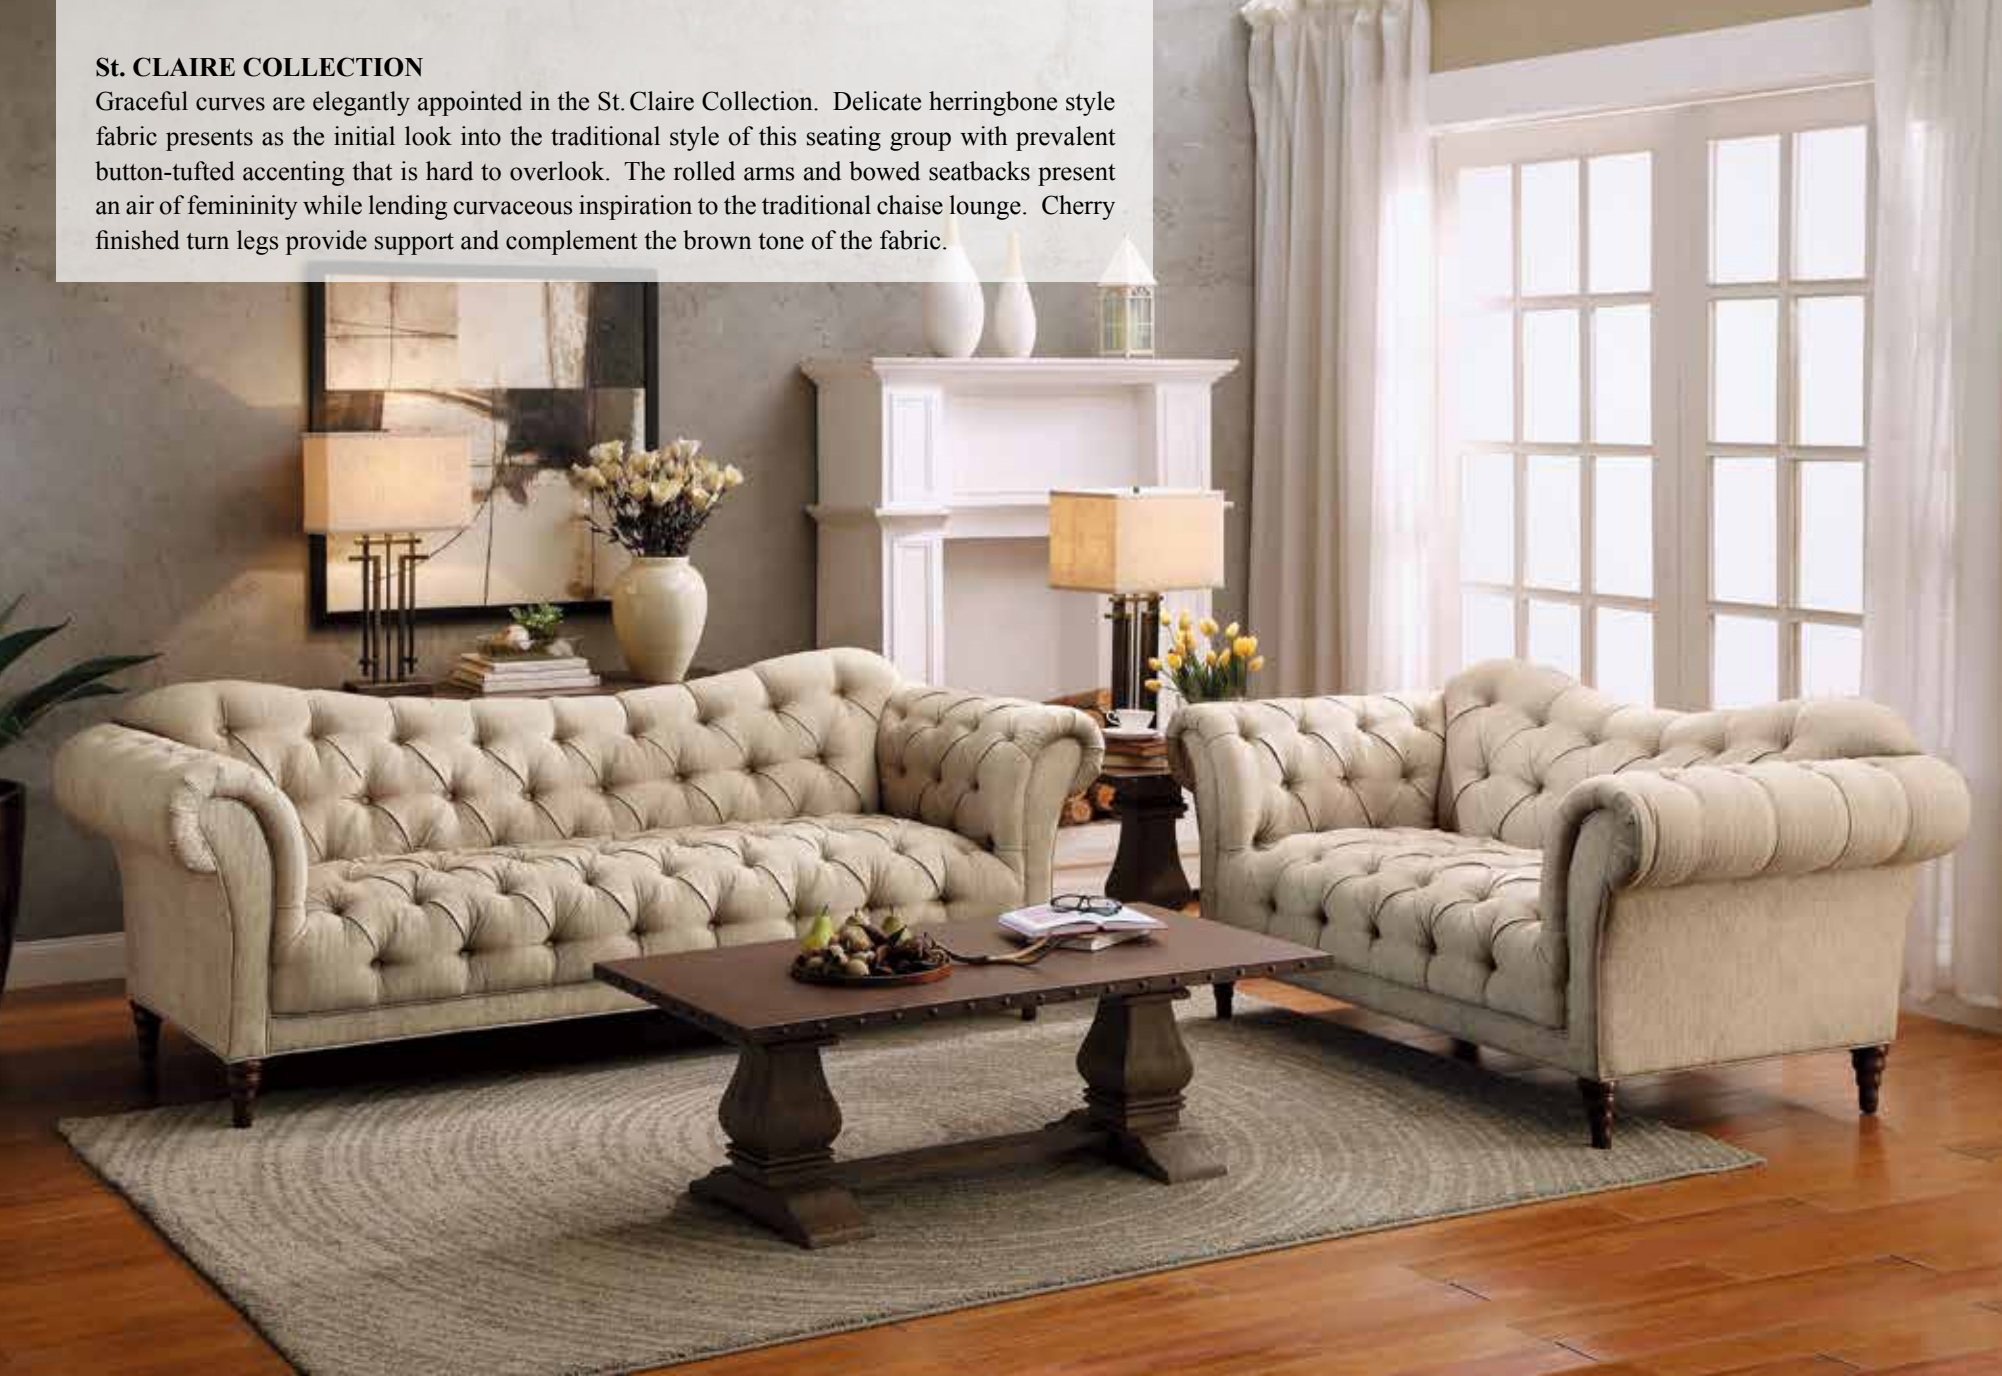 St. CLAIRE COLLECTION
Graceful curves are elegantly appointed in the St. Claire Collection. Delicate herringbone style
fabric presents as the initial look into the traditional style of this seating group with prevalent
button-tufted accenting that is hard to overlook. The rolled arms and bowed seatbacks present
an air of femininity while lending curvaceous inspiration to the traditional chaise lounge. Cherry
finished turn legs provide support and complement the brown tone of the fabric.